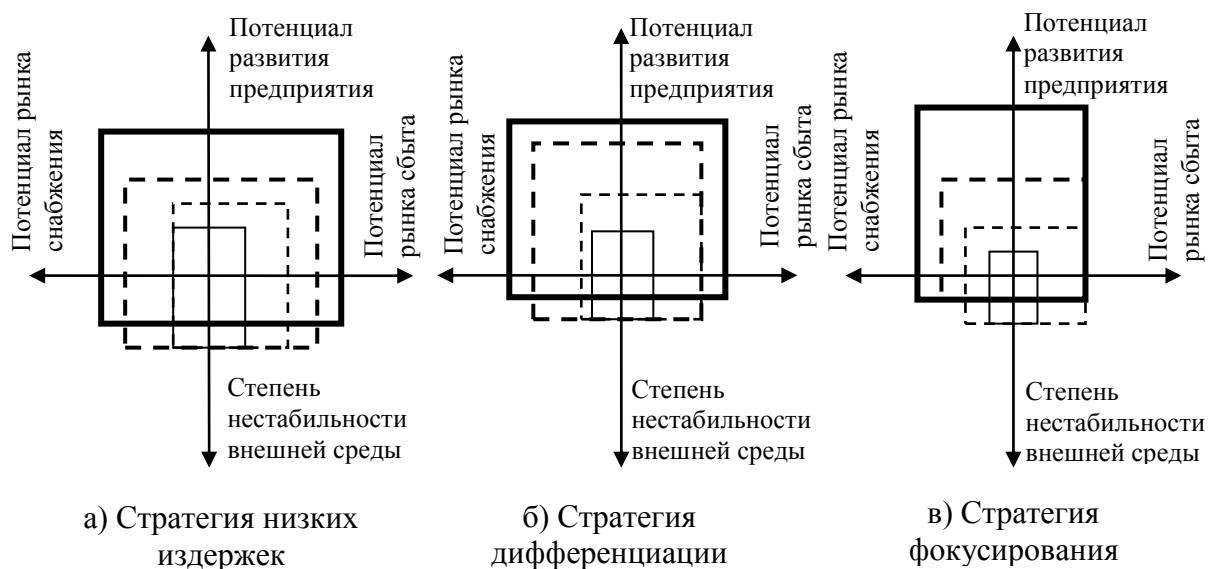 Потенциал
развития
предприятия
Потенциал рынка
снабжения
Потенциал
рынка сбыта
Степень
нестабильности
внешней среды
а) Стратегия низких
издержек
Потенциал
развития
предприятия
Потенциал рынка
снабжения
Потенциал
рынка сбыта
Степень
нестабильности
внешней среды
б) Стратегия
дифференциации
Потенциал
развития
предприятия
Потенциал рынка
снабжения
Потенциал
рынка сбыта
Степень
нестабильности
внешней среды
в) Стратегия
фокусирования